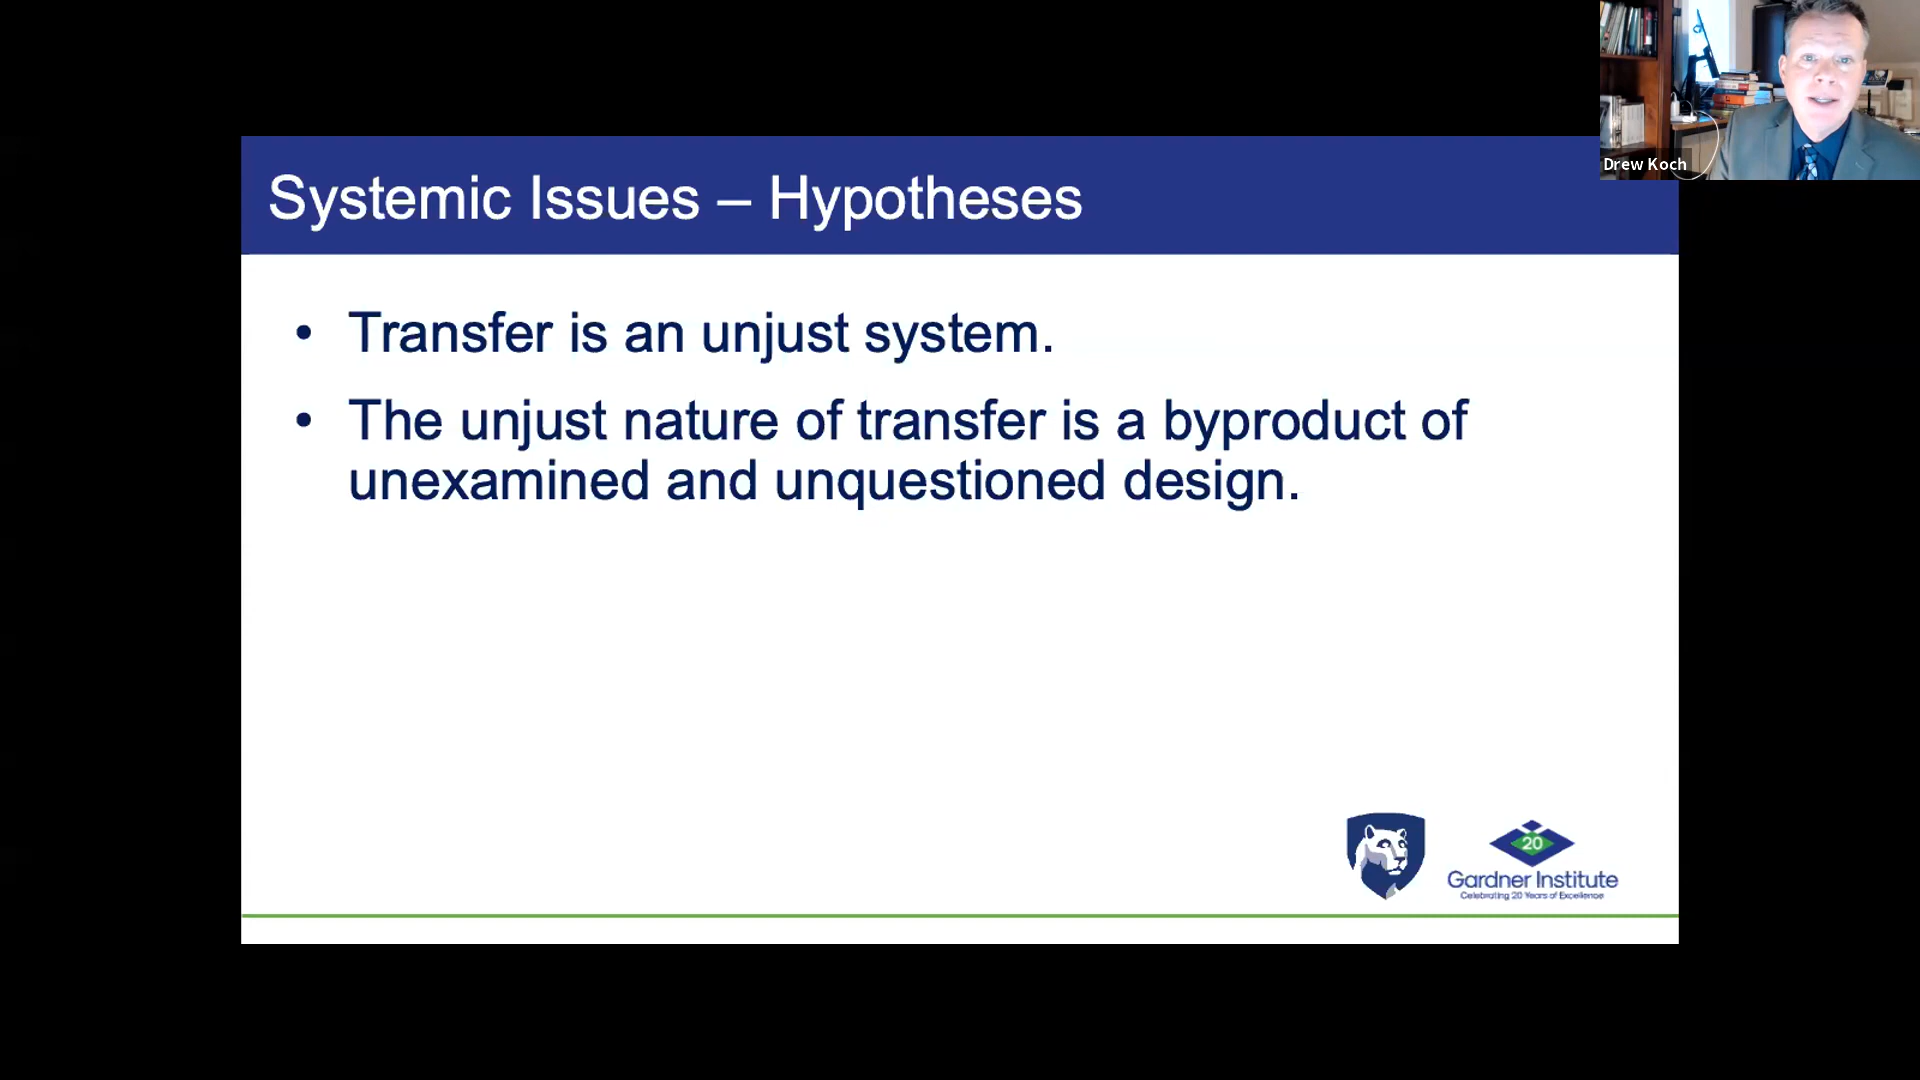 Drew Koch
Systemic Issues – Hypotheses
• Transfer is an unjust system.
• The unjust nature of transfer is a byproduct of
unexamined and unquestioned design.
20
Gardner Institute
Celebrating 20 Years of Excellence